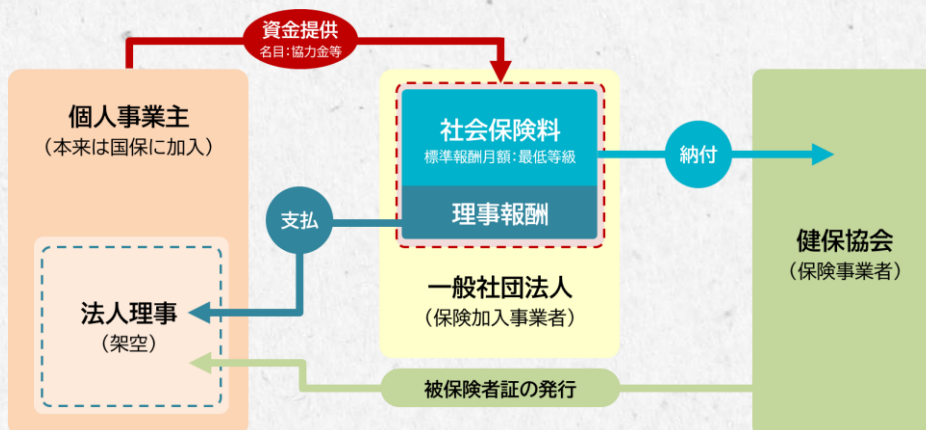 資金提供
名目：協力金等
個人事業主
（本来は国保に加入）
社会保険料
標準報酬月額：最低等級
納付
理事報酬
支払
健保協会
（保険事業者）
一般社団法人
（保険加入事業者）
法人理事
（架空）
被保険者証の発行